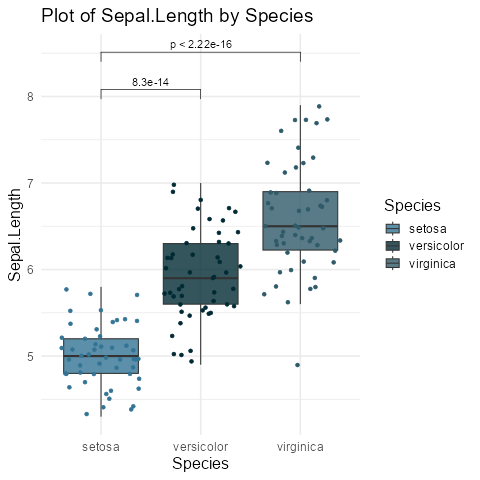 Plot of Sepal.Length by Species
p < 2.22e-16
8.3e-14
8
7
6
5
Sepal.Length
setosa
versicolor
virginica
Species
Species
setosa
versicolor
virginica